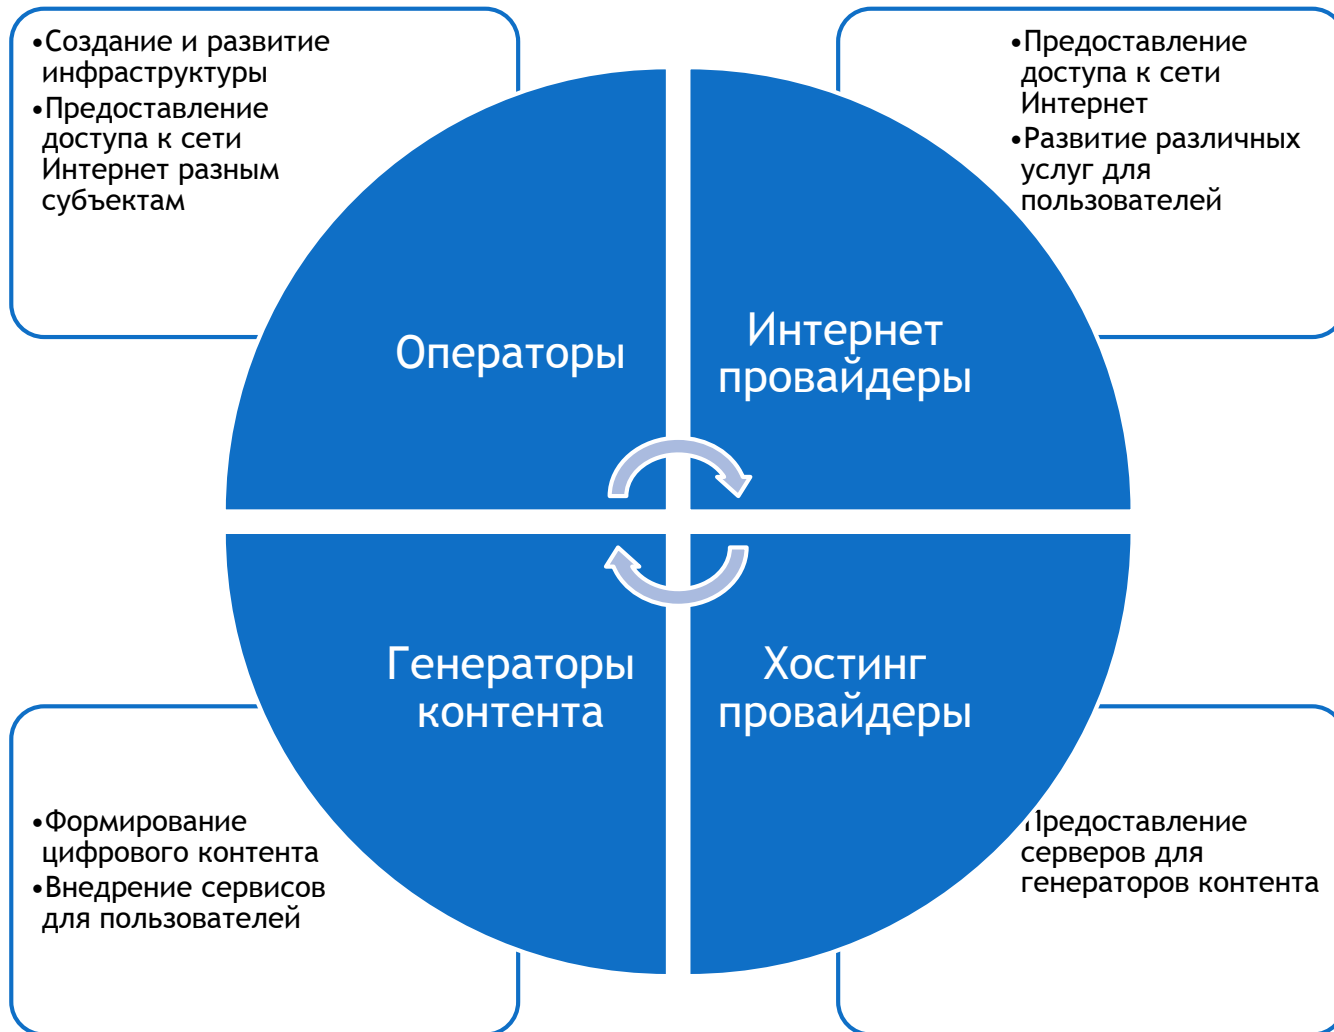 •Создание и развитие
инфраструктуры
•Предоставление
доступа к сети
Интернет разным
субъектам
•Предоставление
доступа к сети
Интернет
•Развитие различных
услуг для
пользователей
Операторы
Интернет
провайдеры
Генераторы
контента
Хостинг
провайдеры
•Формирование
цифрового контента
•Внедрение сервисов
для пользователей
Предоставление
серверов для
генераторов контента